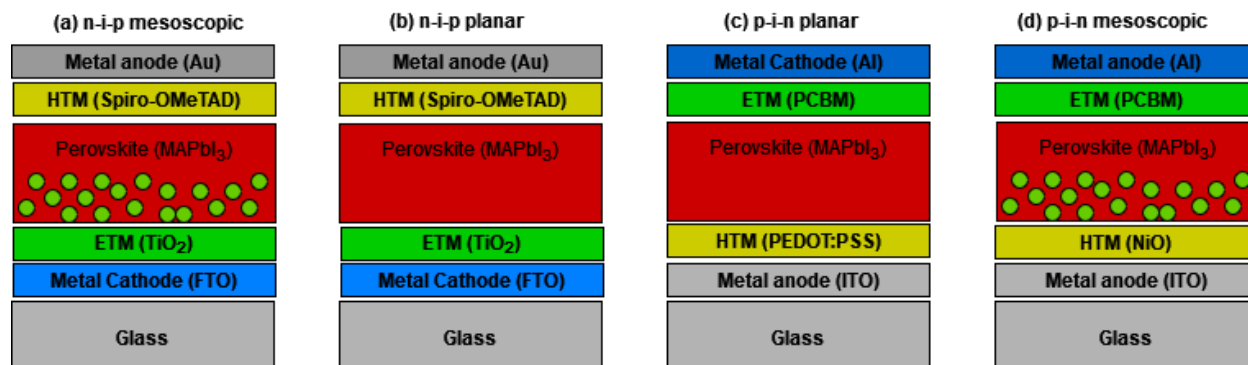 (a) n-i-p mesoscopic
Metal anode (Au)
HTM (Spiro-OMeTAD)
Perovskite (MAPbI₃)
ETM (TiO₂)
Metal Cathode (FTO)
Glass
(b) n-i-p planar
Metal anode (Au)
HTM (Spiro-OMeTAD)
Perovskite (MAPbI₃)
ETM (TiO₂)
Metal Cathode (FTO)
Glass
(c) p-i-n planar
Metal Cathode (Al)
ETM (PCBM)
Perovskite (MAPbI₃)
HTM (PEDOT:PSS)
Metal anode (ITO)
Glass
(d) p-i-n mesoscopic
Metal anode (Al)
ETM (PCBM)
Perovskite (MAPbI₃)
HTM (NiO)
Metal anode (ITO)
Glass